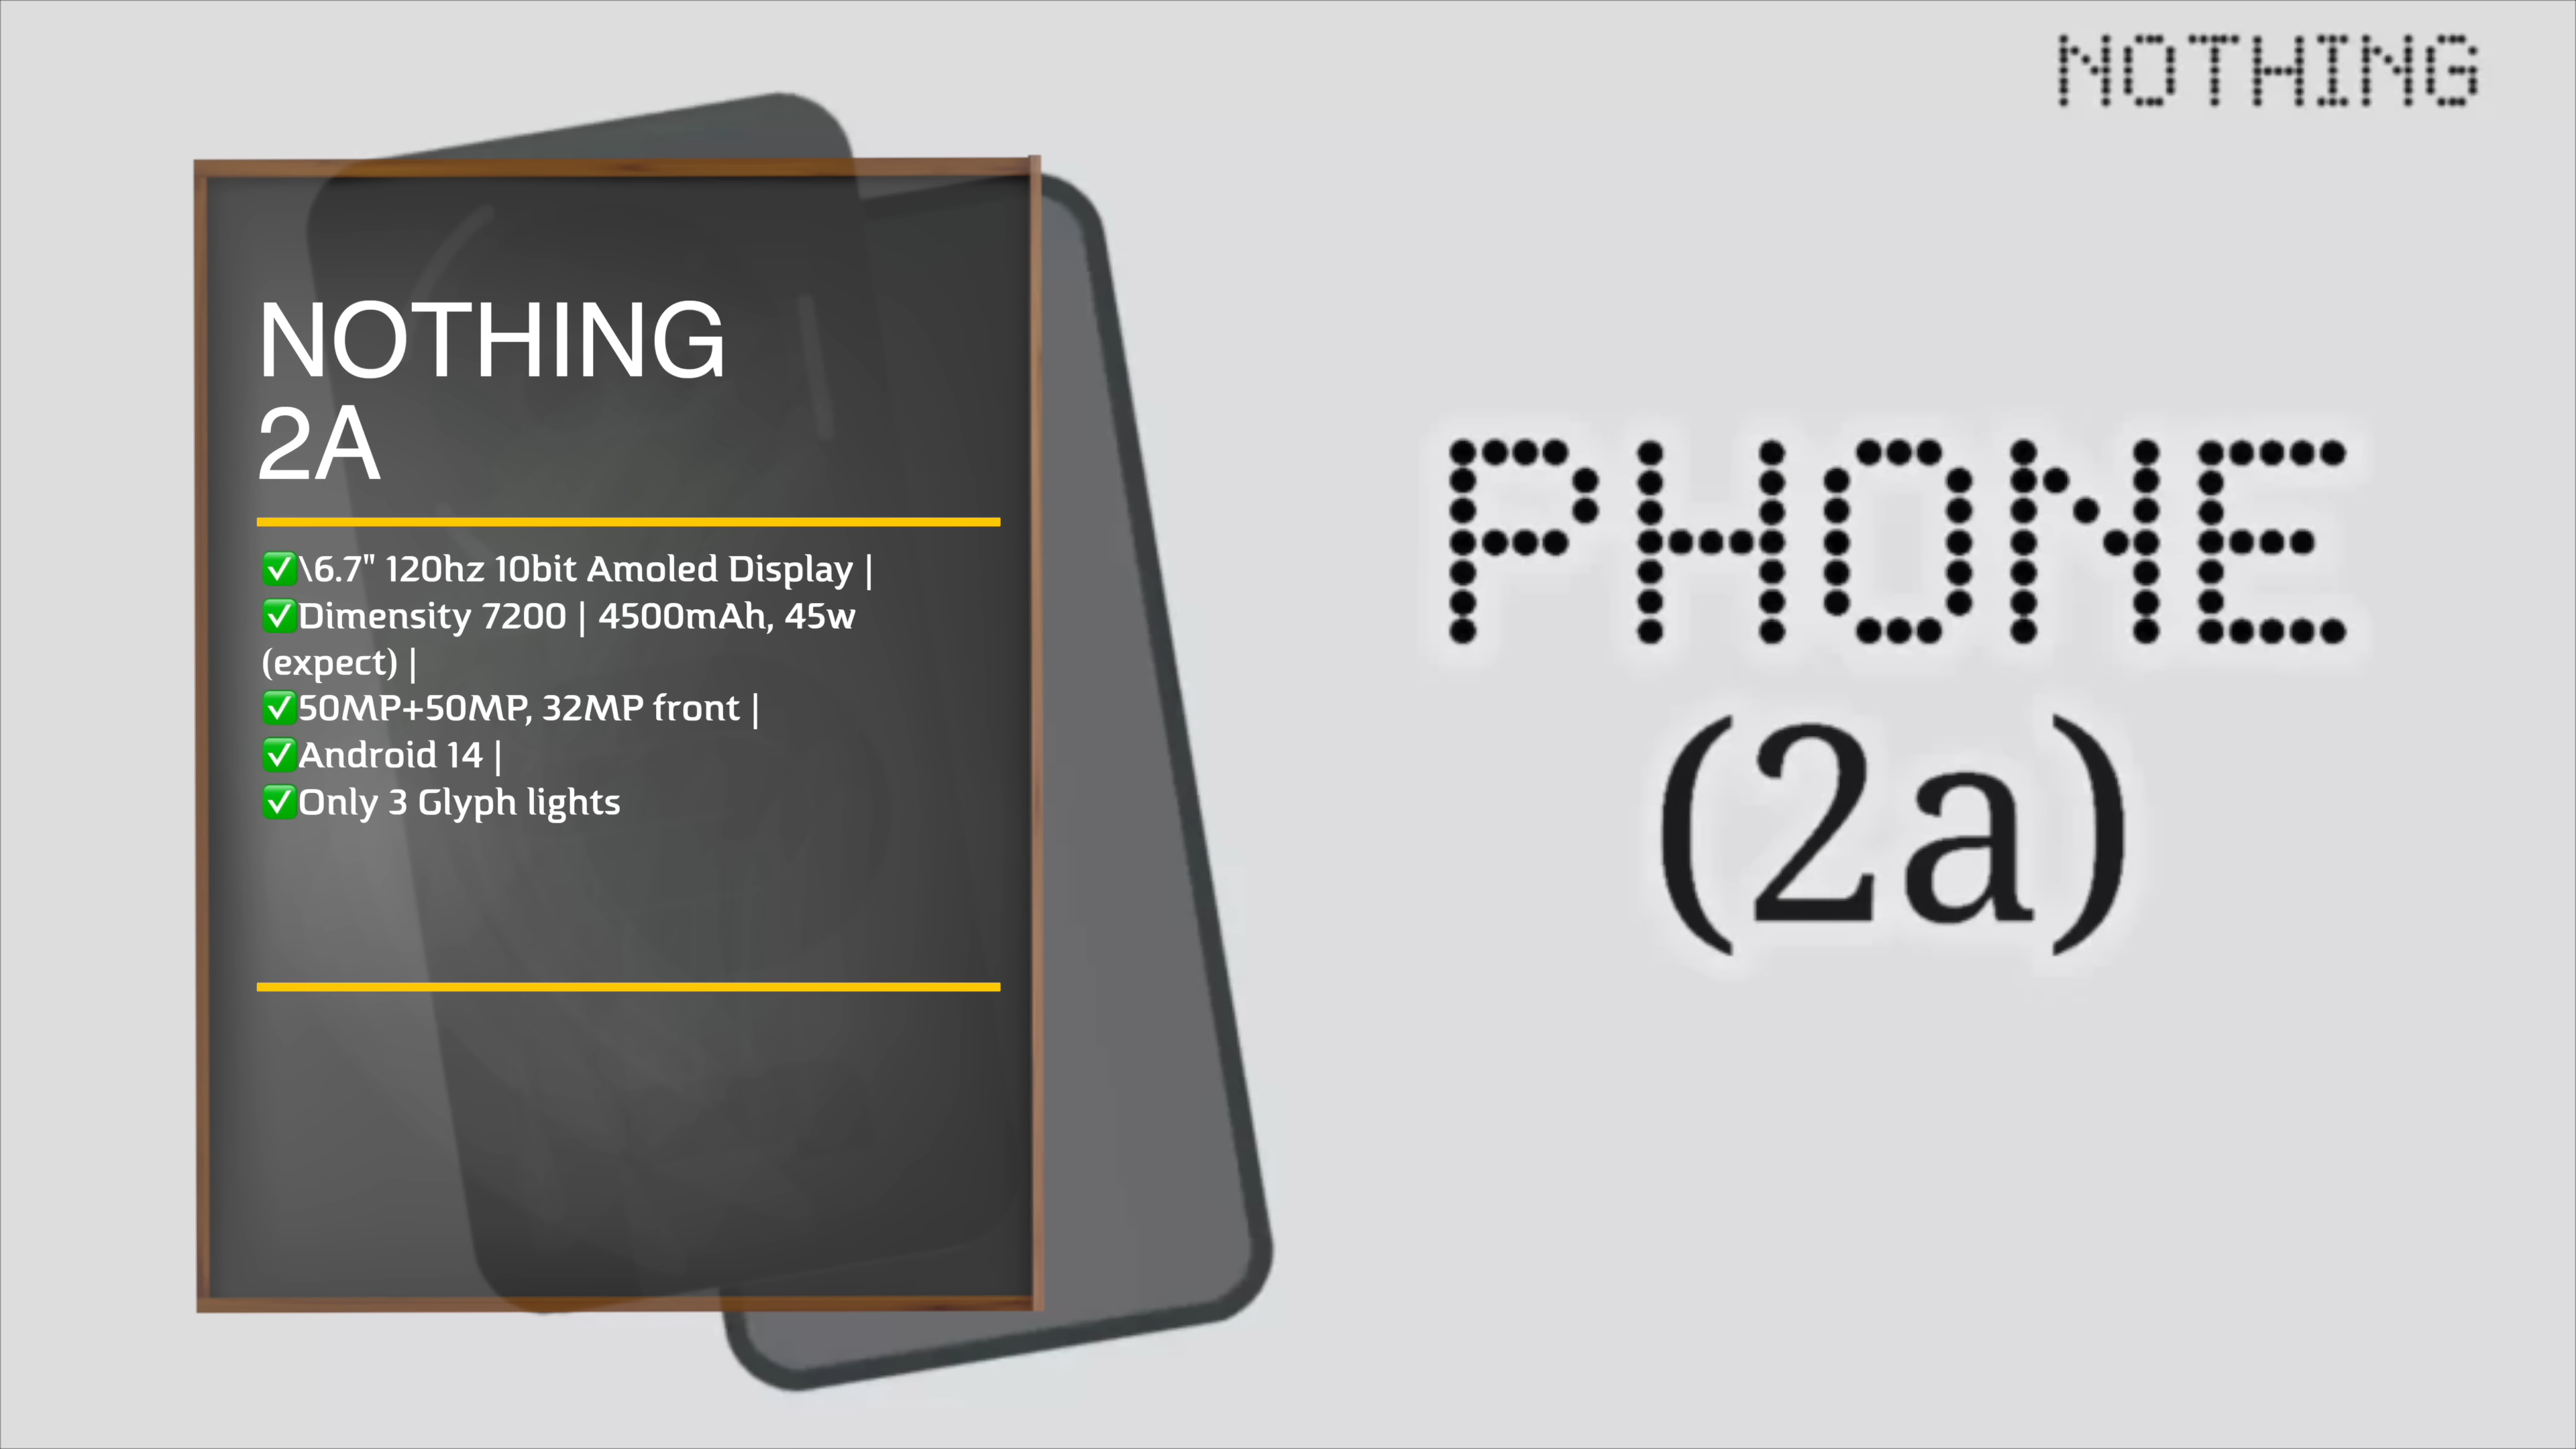 NOTHING
NOTHING
2A
✅\6.7" 120hz 10bit Amoled Display |
✅Dimensity 7200 | 4500mAh, 45w
(expect) |
✅50MP+50MP, 32MP front |
✅Android 14 |
✅Only 3 Glyph lights
PHONE
(2a)